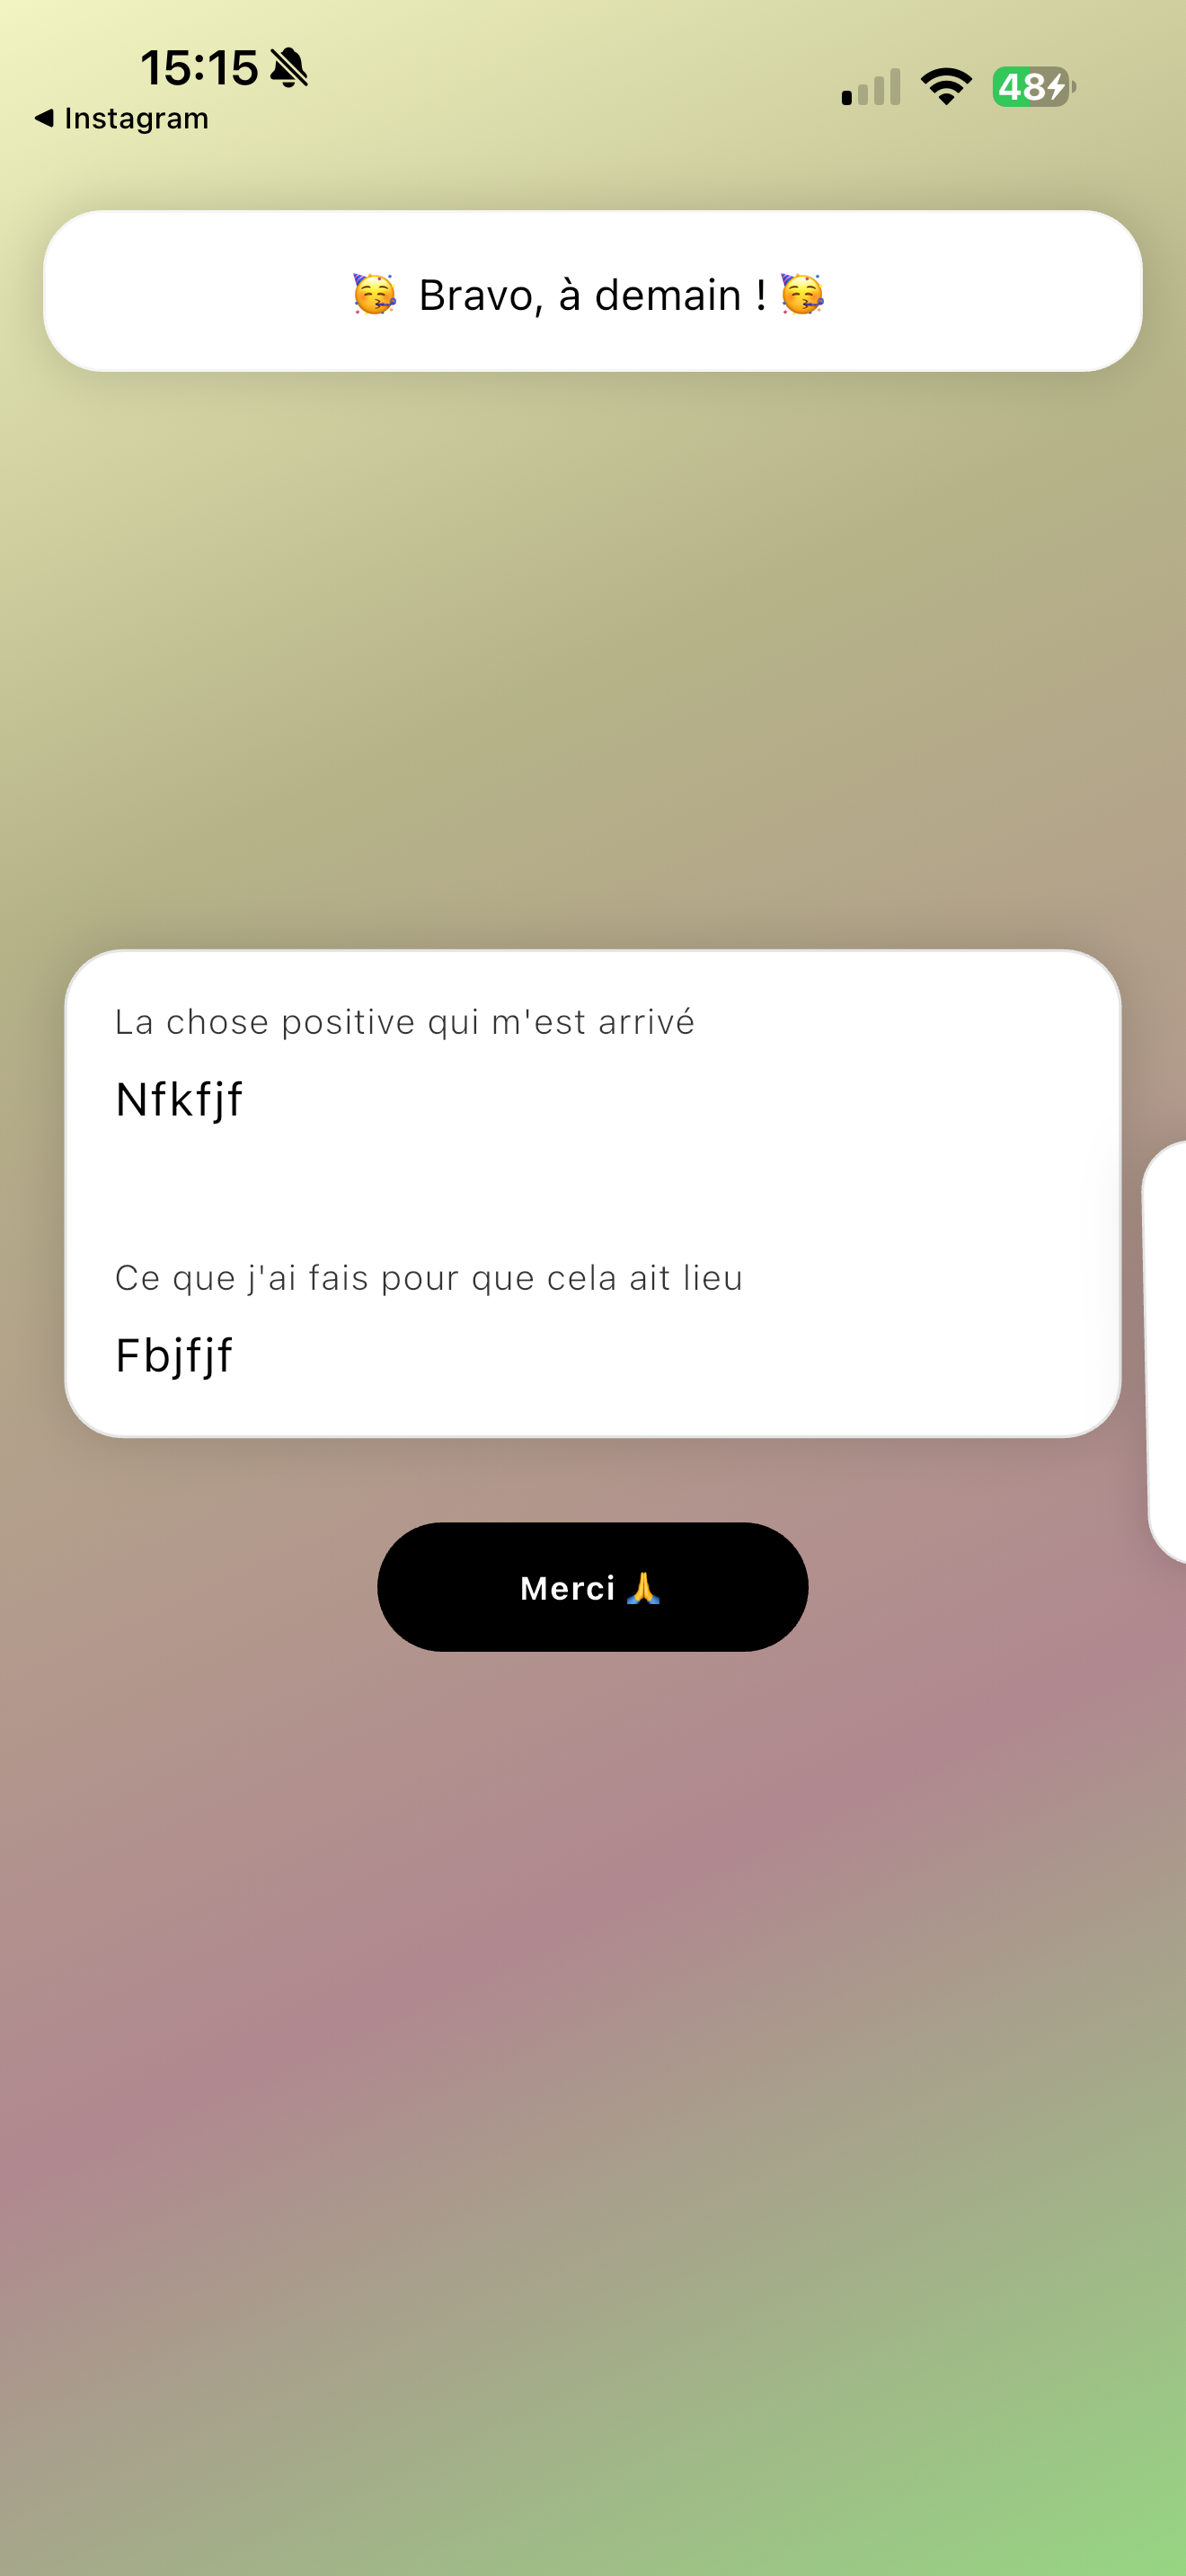 15:15
◀ Instagram
48
🥳 Bravo, à demain ! 🥳
La chose positive qui m'est arrivé
Nfkfjf
Ce que j'ai fais pour que cela ait lieu
Fbjfjf
Merci 🙏